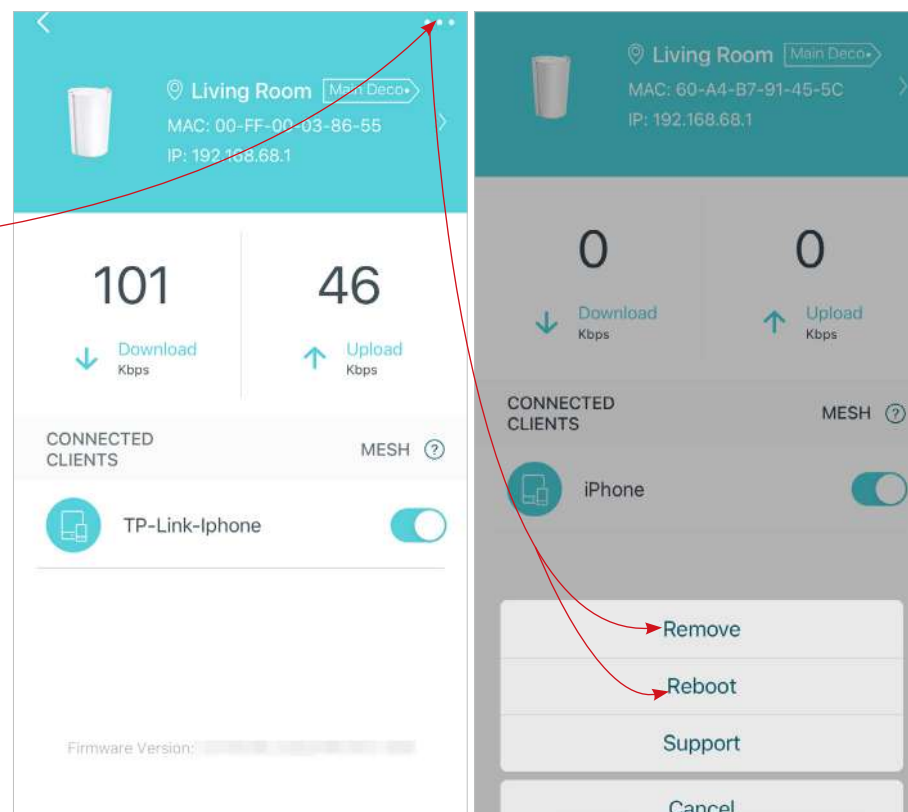 Living Room Main Deco
MAC: 00-FF-00-03-86-55
IP: 192.168.68.1
101
46
Download
Kbps
Upload
Kbps
CONNECTED
CLIENTS
MESH ?
TP-Link-Iphone
Firmware Version:
Living Room Main Deco
MAC: 60-A4-B7-91-45-5C
IP: 192.168.68.1
0
0
Download
Kbps
Upload
Kbps
CONNECTED
CLIENTS
MESH ?
iPhone
Remove
Reboot
Support
Cancel